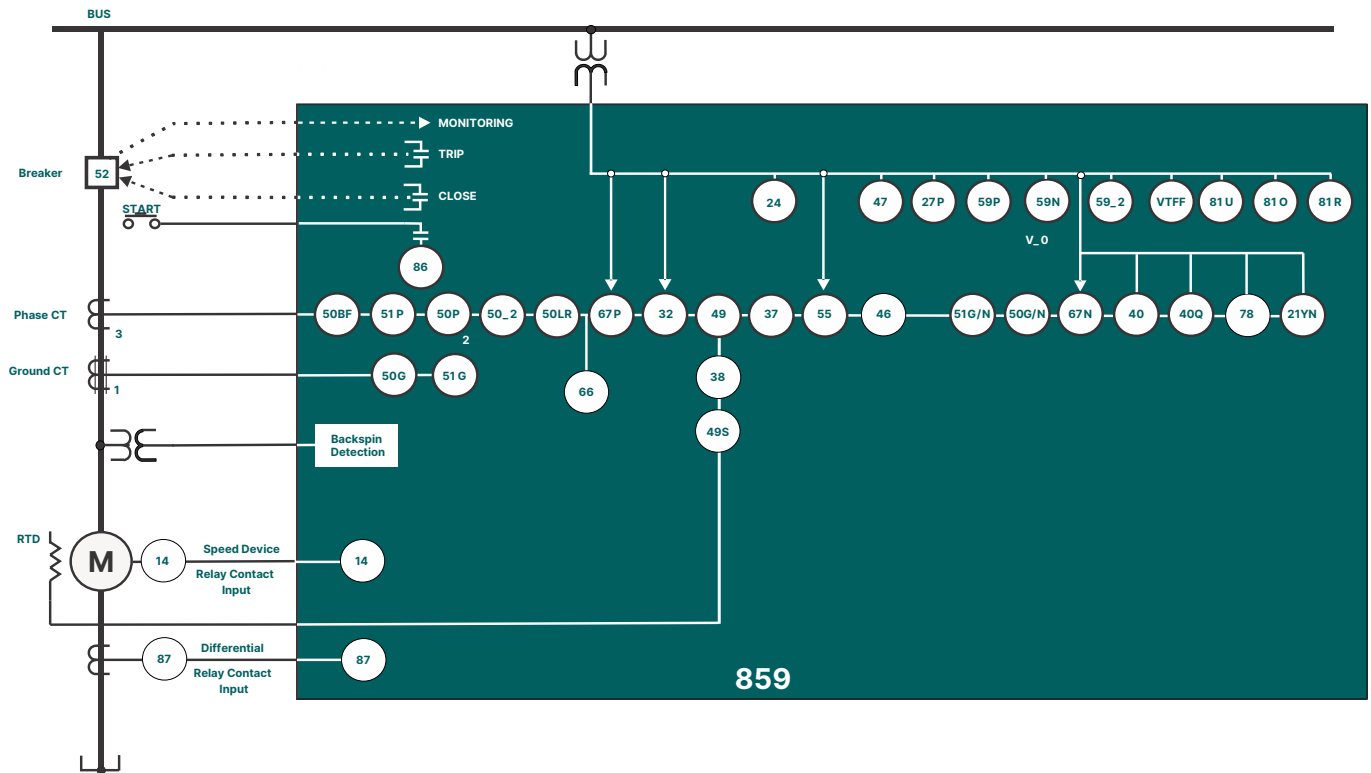 BUS
MONITORING
TRIP
Breaker
52
CLOSE
START
86
24
47
27P
59P
59N
59_2
VTFF
81U
81O
81R
V_0
Phase CT
3
50BF
51P
50P
2
50_2
50LR
67P
32
49
37
55
46
51G/N
50G/N
67N
40
40Q
78
21YN
Ground CT
1
50G
51G
66
38
49S
Backspin
Detection
RTD
M
14
Speed Device
Relay Contact
Input
14
87
Differential
Relay Contact
Input
87
859